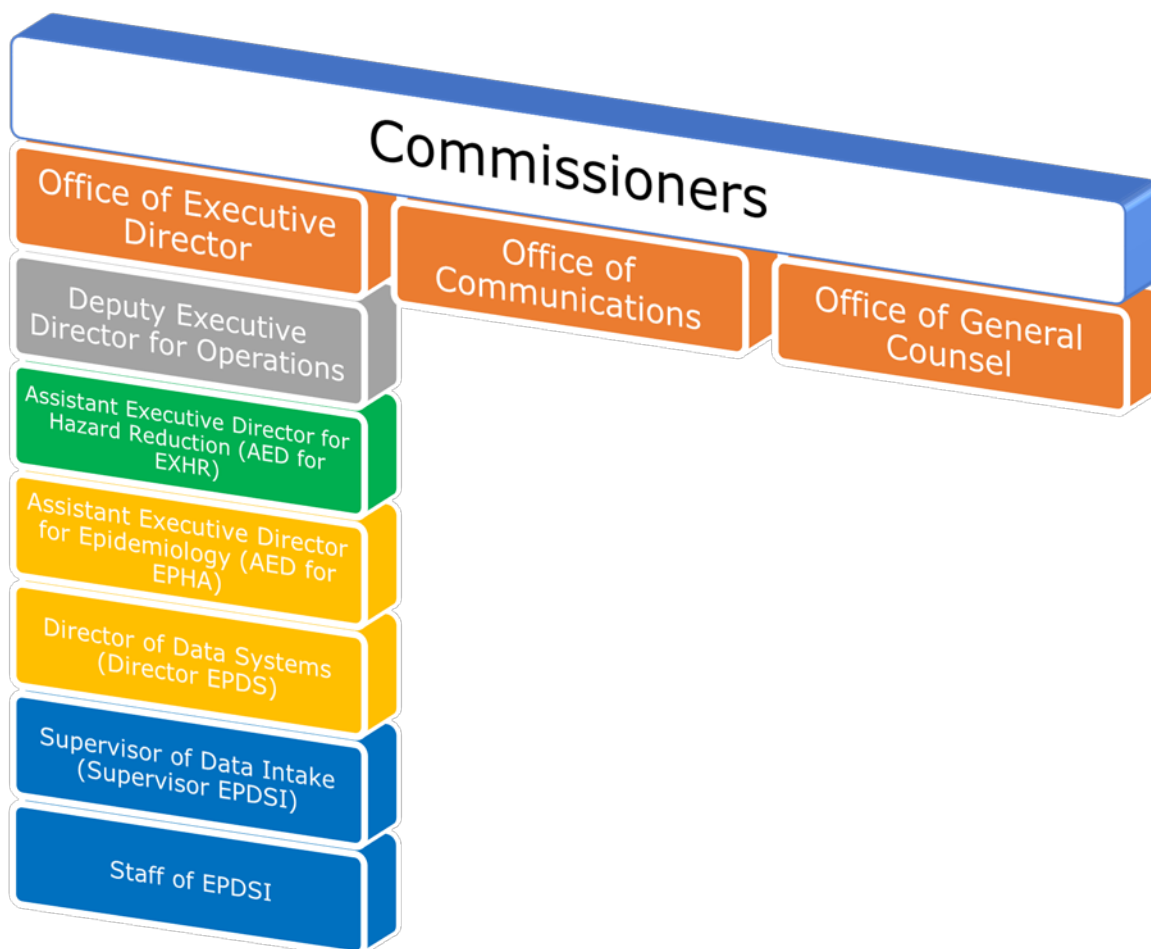 Commissioners
Office of Executive
Director
Office of
Communications
Office of General
Counsel
Deputy Executive
Director for Operations
Assistant Executive Director for
Hazard Reduction (AED for
EXHR)
Assistant Executive Director
for Epidemiology (AED for
EPHA)
Director of Data Systems
(Director EPDS)
Supervisor of Data Intake
(Supervisor EPDSI)
Staff of EPDSI